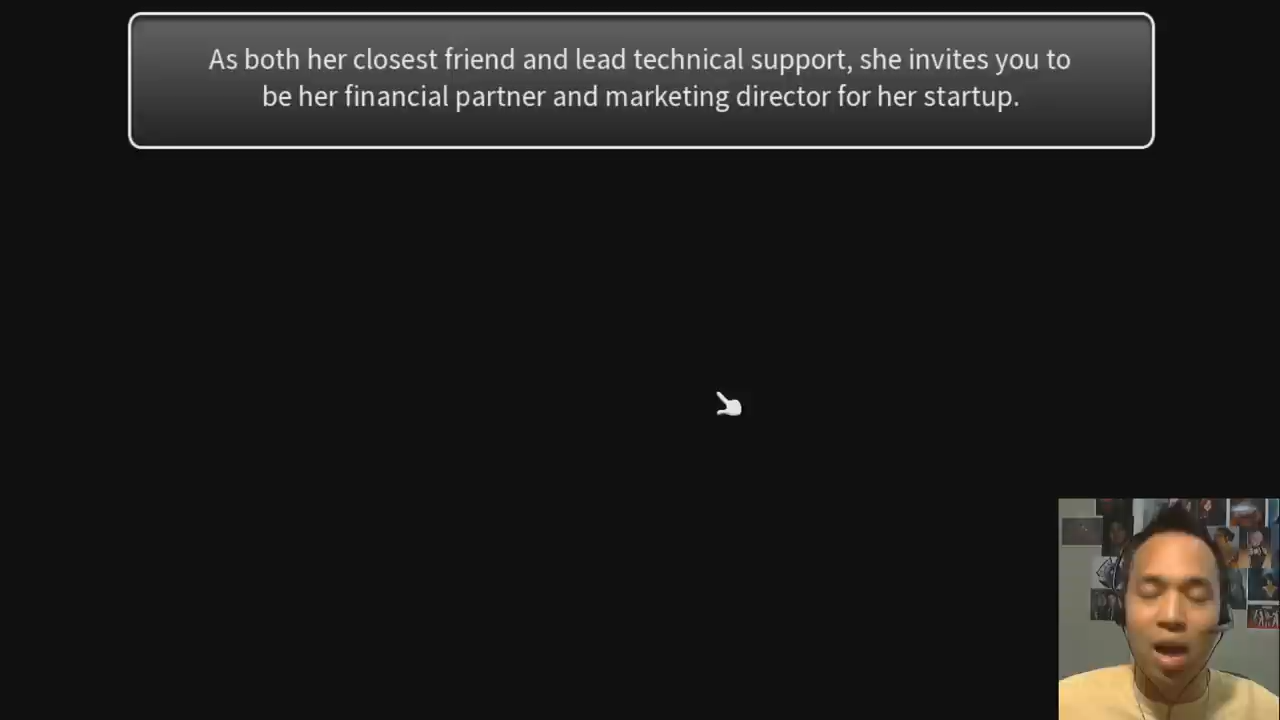 As both her closest friend and lead technical support, she invites you to
be her financial partner and marketing director for her startup.